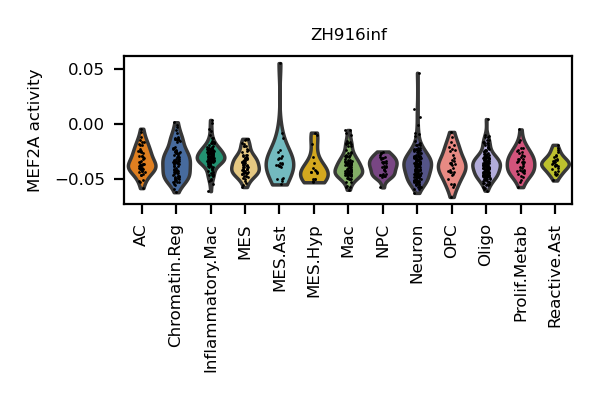 ZH916inf
MEF2A activity
0.05
0.00
−0.05
AC
Chromatin.Reg
Inflammatory.Mac
MES
MES.Ast
MES.Hyp
Mac
NPC
Neuron
OPC
Oligo
Prolif.Metab
Reactive.Ast